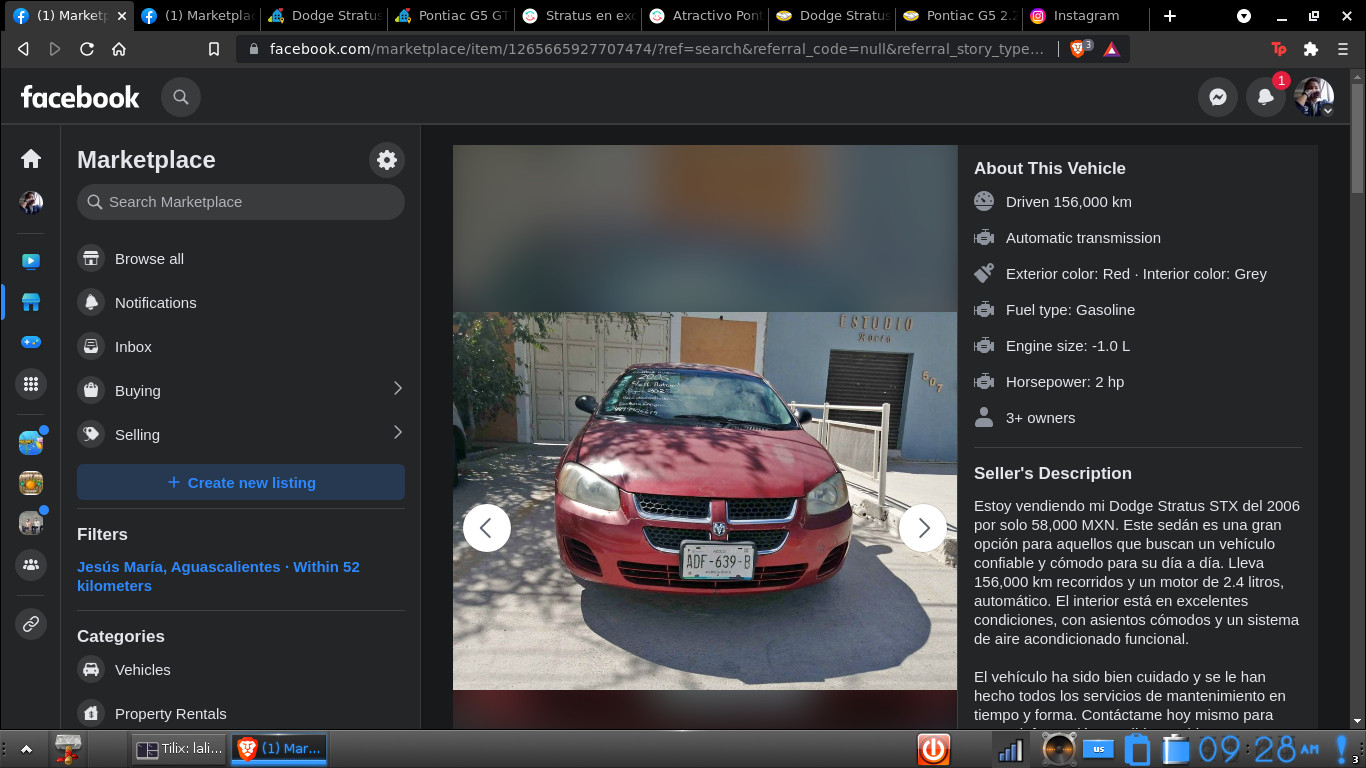 (1) Marketp
(1) Marketplac
Dodge Stratus
Pontiac G5 GT
Stratus en exc
Atractivo Pont
Dodge Stratus
Pontiac G5 2.2
Instagram
facebook.com/marketplace/item/1265665927707474/?ref=search&referral_code=null&referral_story_type…
3
Tp
facebook
1
Marketplace
Search Marketplace
Browse all
Notifications
Inbox
Buying
Selling
+ Create new listing
Filters
Jesús María, Aguascalientes · Within 52
kilometers
Categories
Vehicles
Property Rentals
ESTUDIO
607
2006
ADF-639-B
About This Vehicle
Driven 156,000 km
Automatic transmission
Exterior color: Red · Interior color: Grey
Fuel type: Gasoline
Engine size: -1.0 L
Horsepower: 2 hp
3+ owners
Seller's Description
Estoy vendiendo mi Dodge Stratus STX del 2006
por solo 58,000 MXN. Este sedán es una gran
opción para aquellos que buscan un vehículo
confiable y cómodo para su día a día. Lleva
156,000 km recorridos y un motor de 2.4 litros,
automático. El interior está en excelentes
condiciones, con asientos cómodos y un sistema
de aire acondicionado funcional.
El vehículo ha sido bien cuidado y se le han
hecho todos los servicios de mantenimiento en
tiempo y forma. Contáctame hoy mismo para
Tilix: lali...
(1) Mar...
us
09:28 AM
3